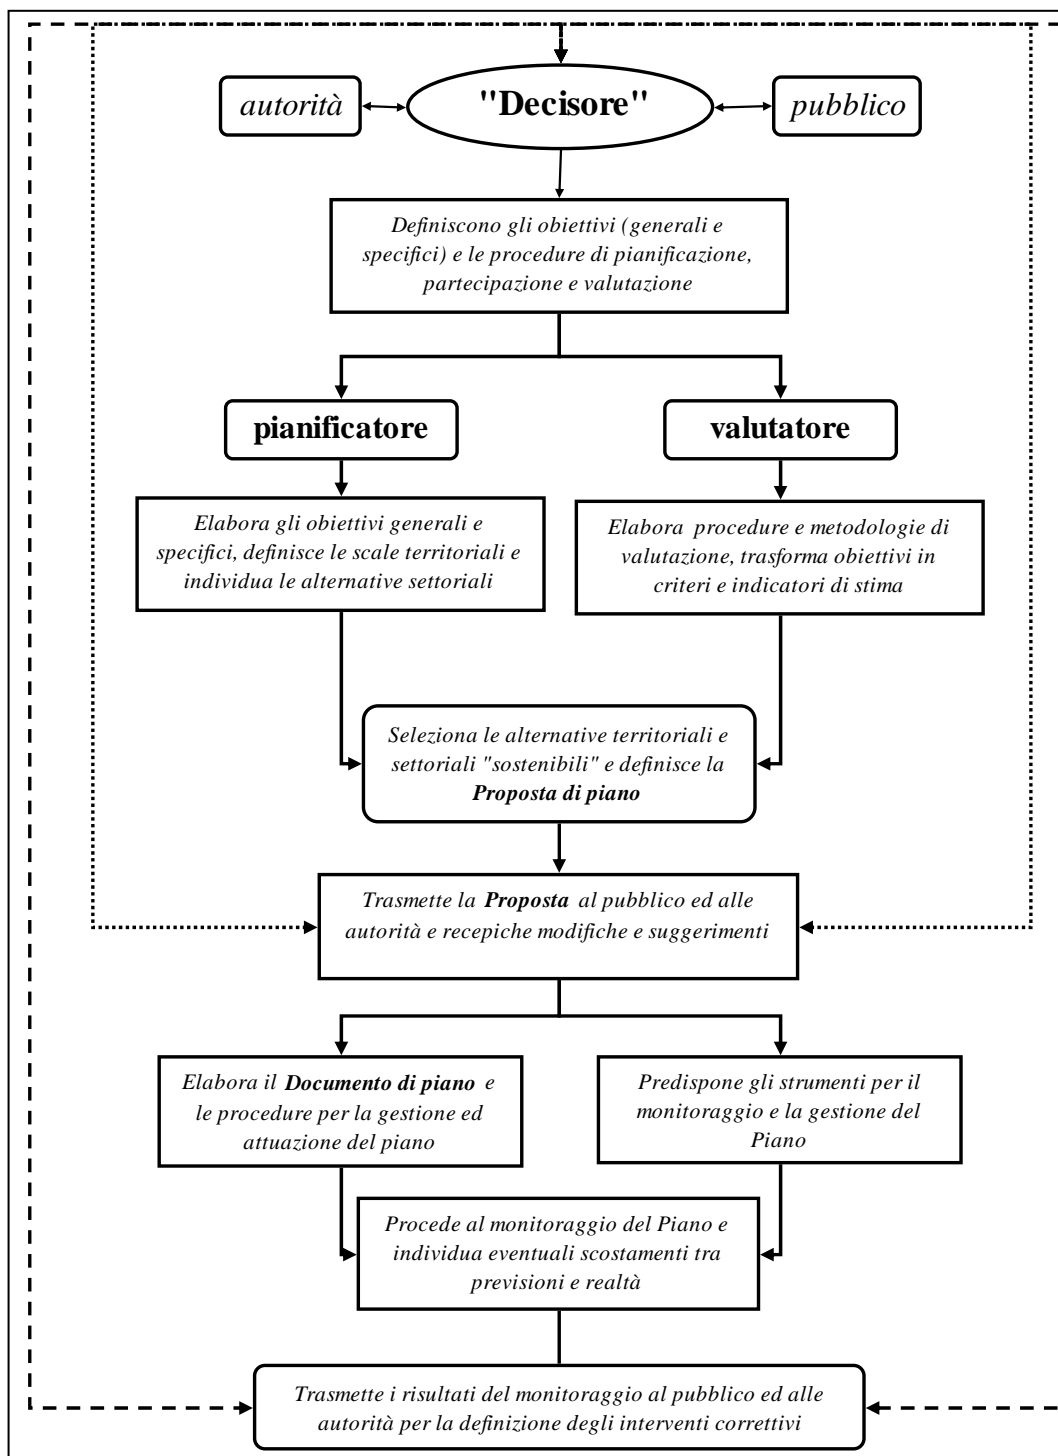 autorità
"Decisore"
pubblico
Definiscono gli obiettivi (generali e
specifici) e le procedure di pianificazione,
partecipazione e valutazione
pianificatore
valutatore
Elabora gli obiettivi generali e
specifici, definisce le scale territoriali e
individua le alternative settoriali
Elabora procedure e metodologie di
valutazione, trasforma obiettivi in
criteri e indicatori di stima
Seleziona le alternative territoriali e
settoriali "sostenibili" e definisce la
Proposta di piano
Trasmette la Proposta al pubblico ed alle
autorità e recepiche modifiche e suggerimenti
Elabora il Documento di piano e
le procedure per la gestione ed
attuazione del piano
Predispone gli strumenti per il
monitoraggio e la gestione del
Piano
Procede al monitoraggio del Piano e
individua eventuali scostamenti tra
previsioni e realtà
Trasmette i risultati del monitoraggio al pubblico ed alle
autorità per la definizione degli interventi correttivi